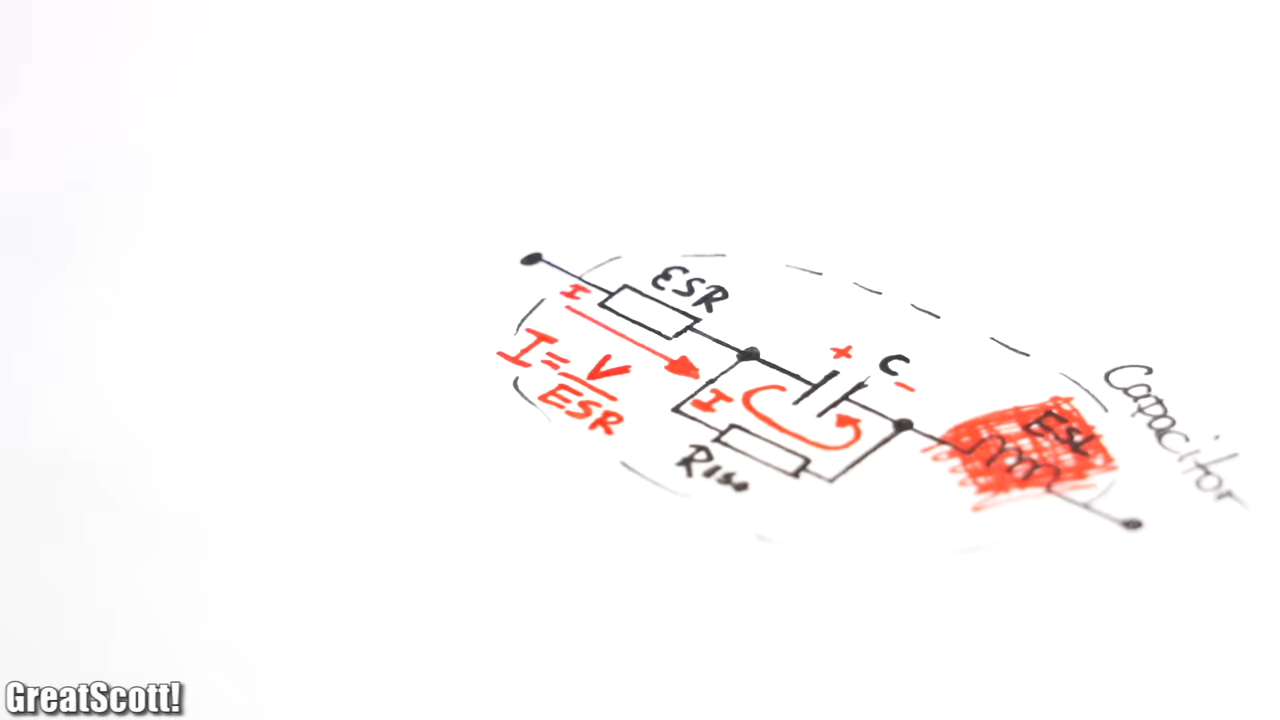 ESR
I
I = V
ESR
+
C
-
I
Riso
ESL
Capacitor
GreatScott!